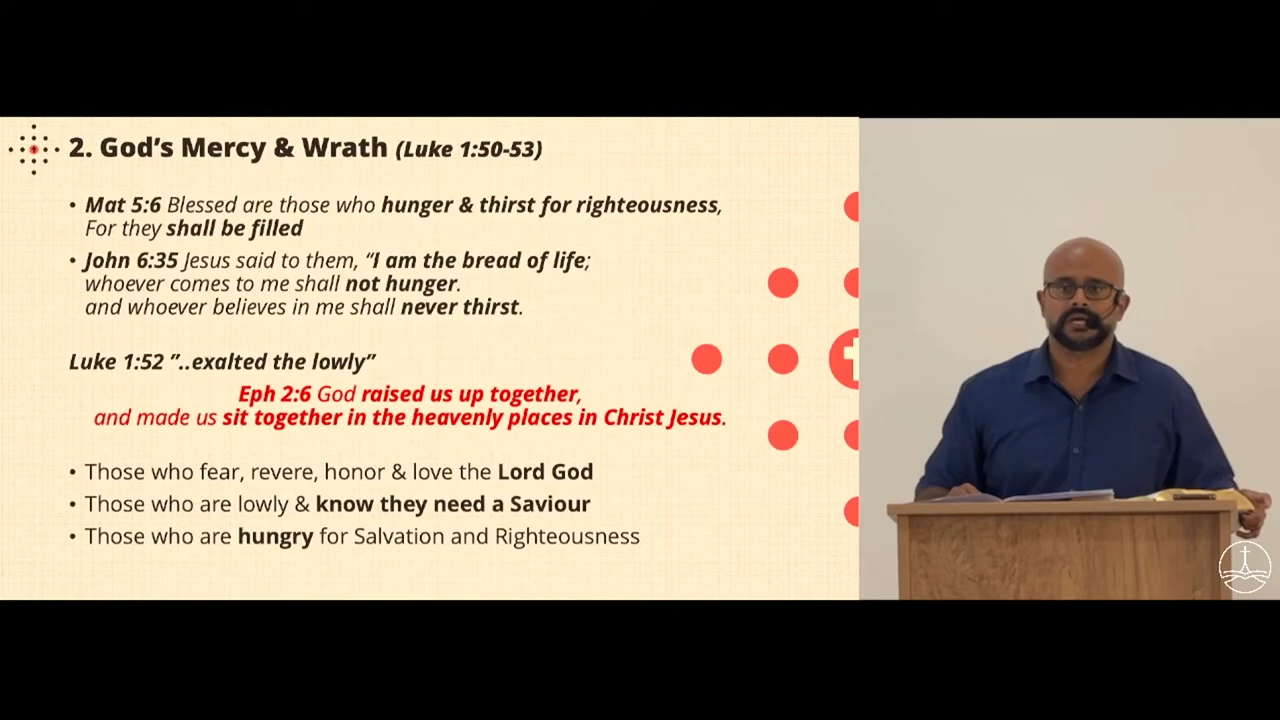 2. God’s Mercy & Wrath (Luke 1:50-53)
• Mat 5:6 Blessed are those who hunger & thirst for righteousness,
For they shall be filled
• John 6:35 Jesus said to them, “I am the bread of life;
whoever comes to me shall not hunger.
and whoever believes in me shall never thirst.
Luke 1:52 ”..exalted the lowly”
Eph 2:6 God raised us up together,
and made us sit together in the heavenly places in Christ Jesus.
• Those who fear, revere, honor & love the Lord God
• Those who are lowly & know they need a Saviour
• Those who are hungry for Salvation and Righteousness